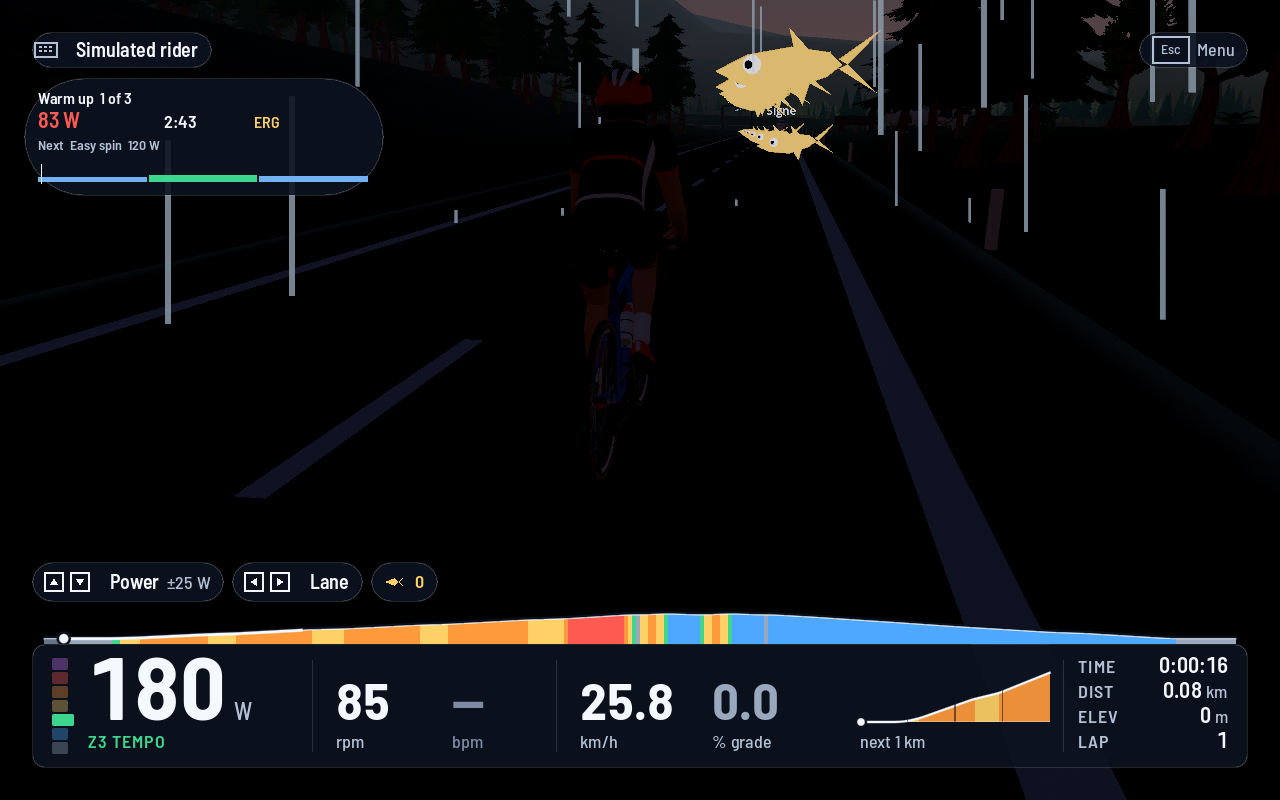 Simulated rider
Esc Menu
Warm up 1 of 3
83 W 2:43 ERG
Next Easy spin 120 W
Signe
Power ±25 W
Lane
0
180 W
Z3 TEMPO
85 rpm
— bpm
25.8 km/h
0.0 % grade
next 1 km
TIME 0:00:16
DIST 0.08 km
ELEV 0 m
LAP 1